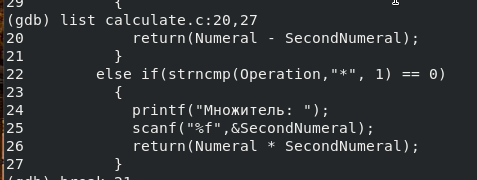 29 {
(gdb) list calculate.c:20,27
20 return(Numeral - SecondNumeral);
21 }
22 else if(strncmp(Operation,"*", 1) == 0)
23 {
24 printf("Множитель: ");
25 scanf("%f",&SecondNumeral);
26 return(Numeral * SecondNumeral);
27 }
(gdb) break 21